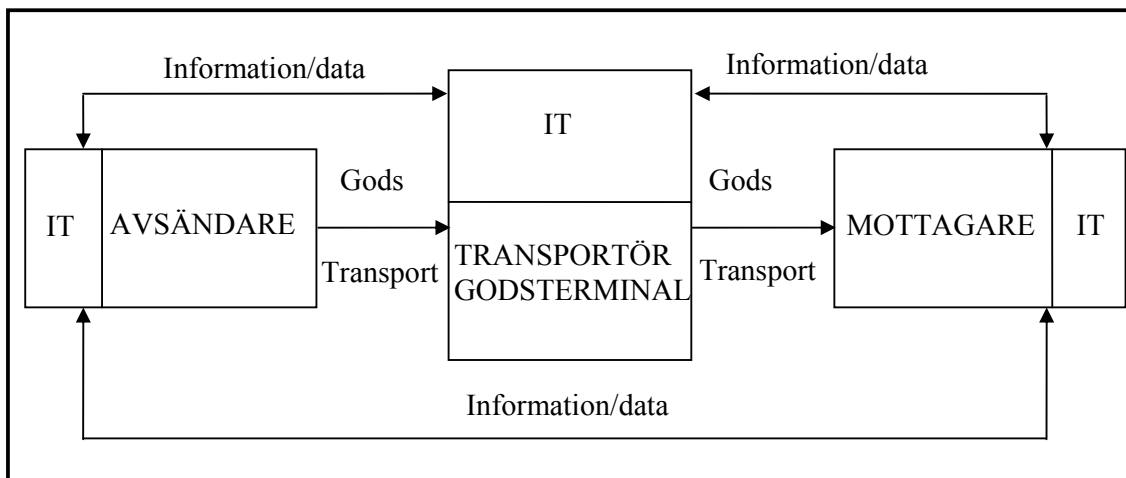 Information/data
Information/data
IT
Gods
Gods
IT
AVSÄNDARE
MOTTAGARE
IT
TRANSPORTÖR
GODSTERMINAL
Transport
Transport
Information/data